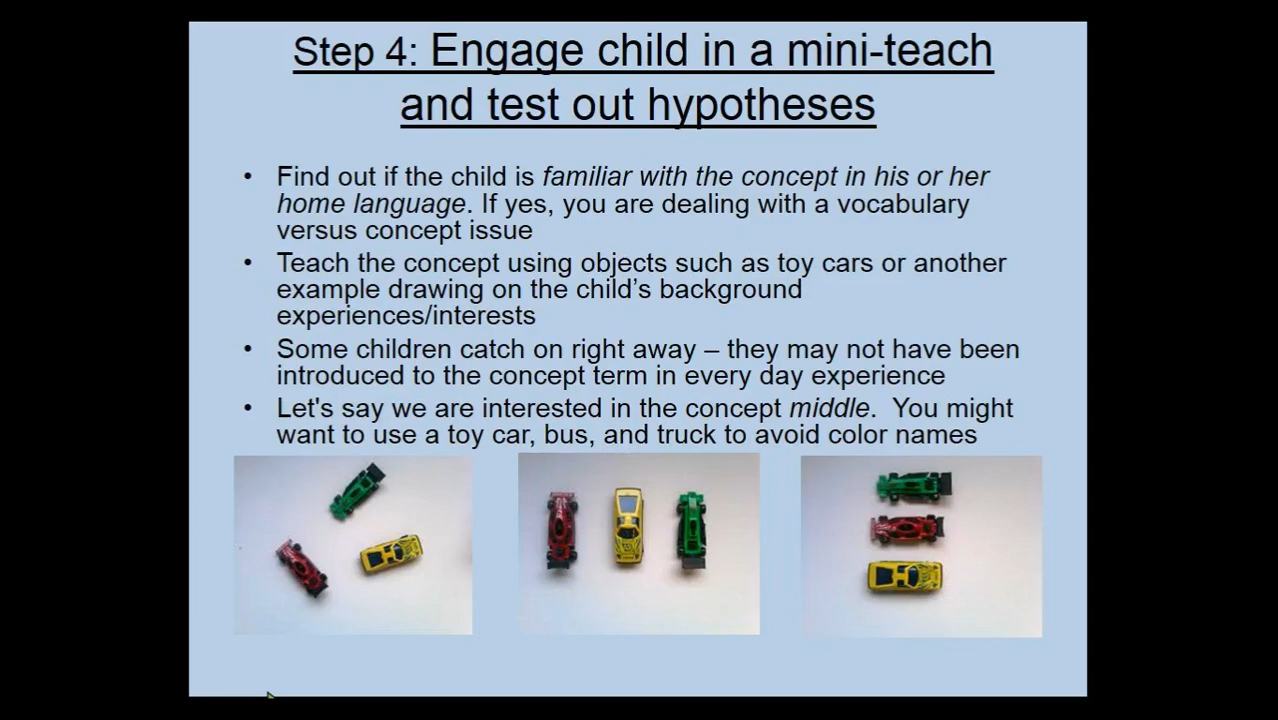 Step 4: Engage child in a mini-teach
and test out hypotheses
• Find out if the child is familiar with the concept in his or her
home language. If yes, you are dealing with a vocabulary
versus concept issue
• Teach the concept using objects such as toy cars or another
example drawing on the child’s background
experiences/interests
• Some children catch on right away – they may not have been
introduced to the concept term in every day experience
• Let's say we are interested in the concept middle.  You might
want to use a toy car, bus, and truck to avoid color names